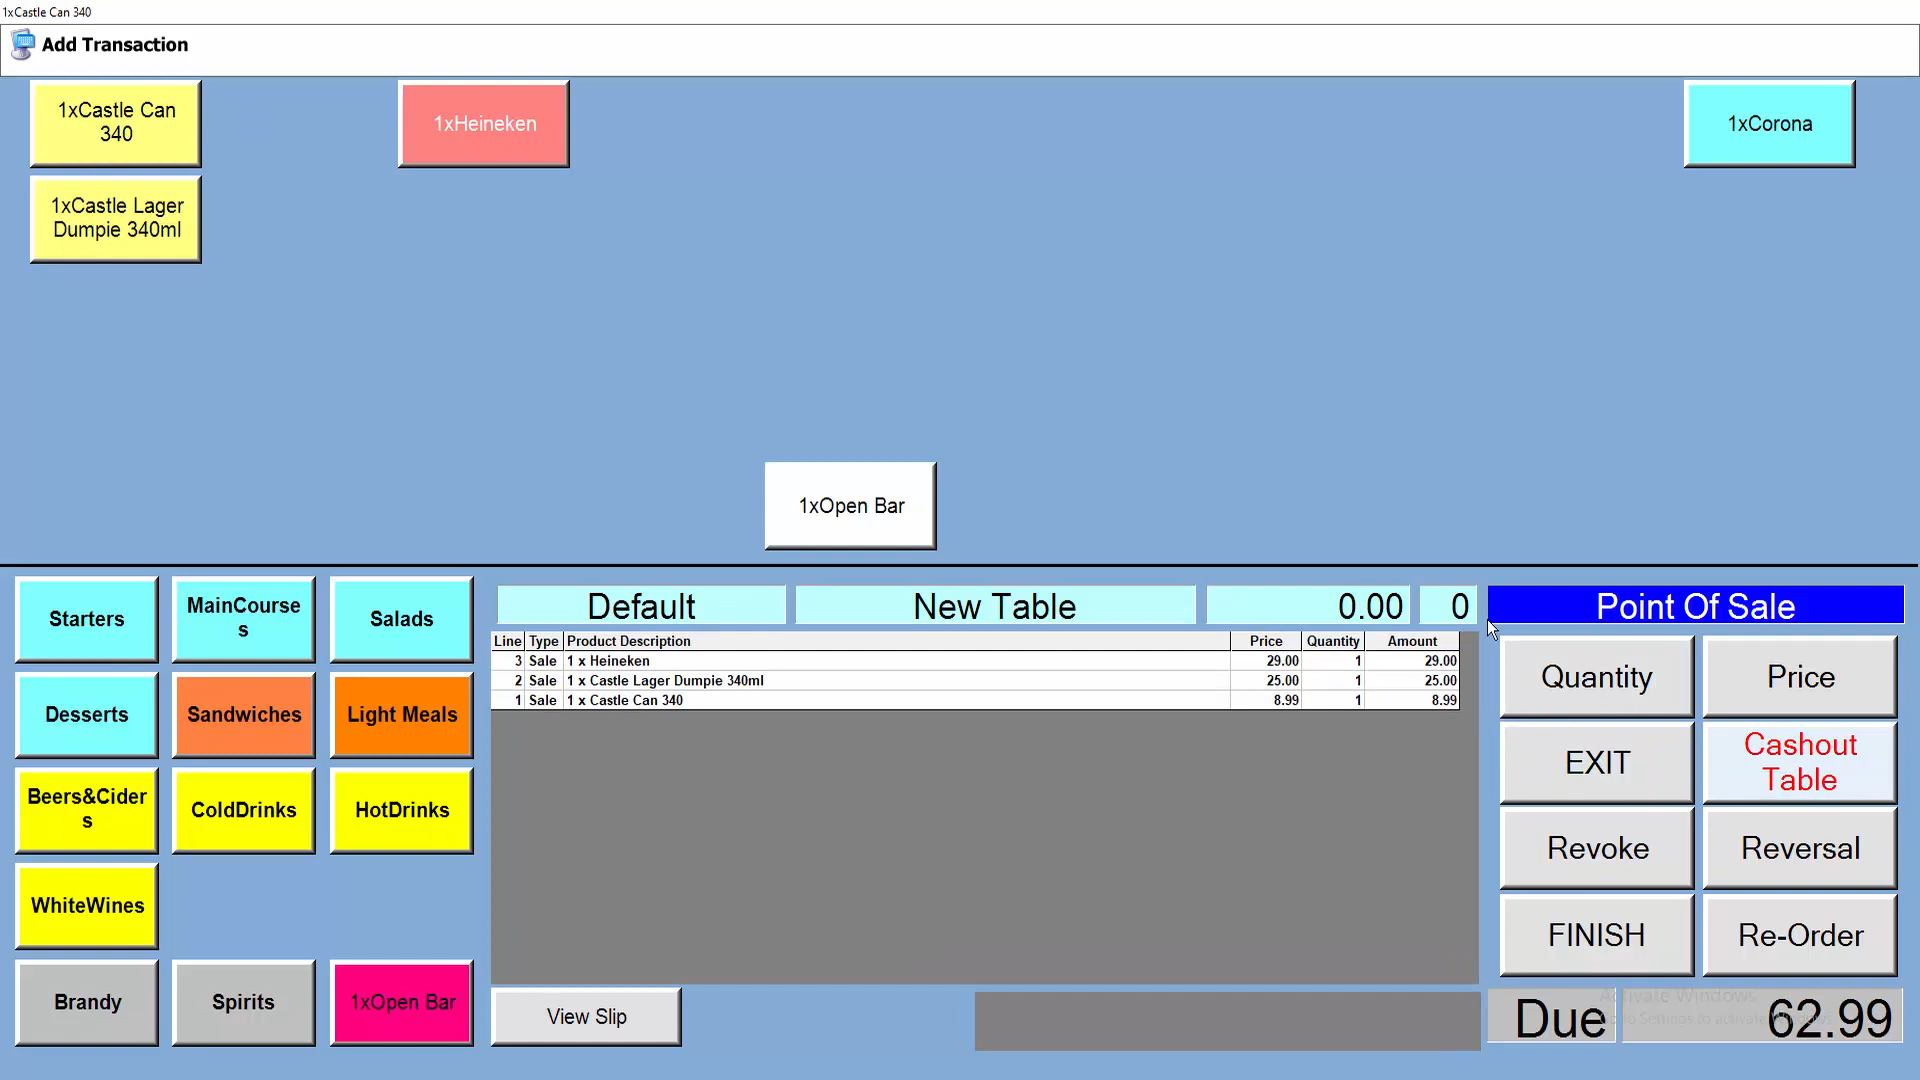 1xCastle Can 340
Add Transaction
1xCastle Can
340
1xHeineken
1xCorona
1xCastle Lager
Dumpie 340ml
1xOpen Bar
Starters
MainCourse
s
Salads
Desserts
Sandwiches
Light Meals
Beers&Cider
s
ColdDrinks
HotDrinks
WhiteWines
Brandy
Spirits
1xOpen Bar
Default
New Table
0.00
0
Line Type Product Description Price Quantity Amount
3 Sale 1 x Heineken 29.00 1 29.00
2 Sale 1 x Castle Lager Dumpie 340ml 25.00 1 25.00
1 Sale 1 x Castle Can 340 8.99 1 8.99
View Slip
Point Of Sale
Quantity
Price
EXIT
Cashout
Table
Revoke
Reversal
FINISH
Re-Order
Activate Windows
Due
62.99